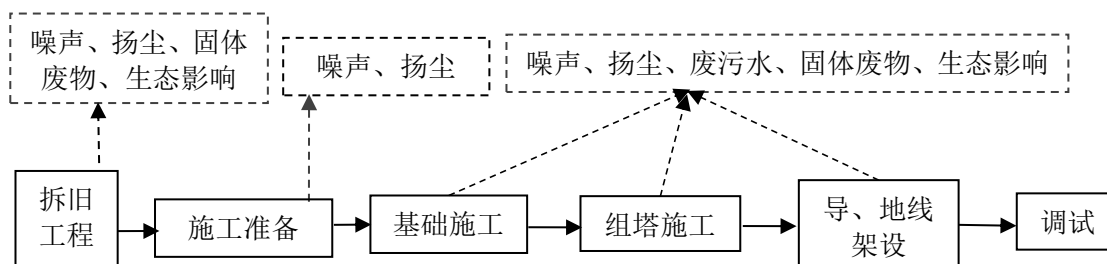 噪声、扬尘、固体
废物、生态影响
噪声、扬尘
噪声、扬尘、废污水、固体废物、生态影响
拆旧
工程
施工准备
基础施工
组塔施工
导、地线
架设
调试